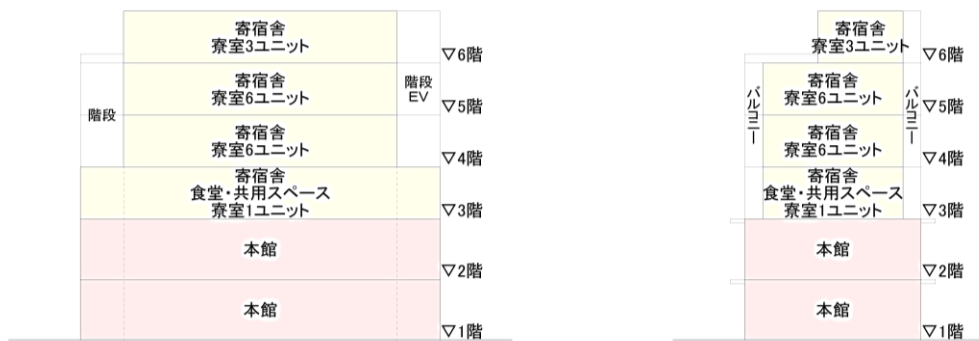 寄宿舎
寮室3ユニット
▽6階
寄宿舎
寮室6ユニット
階段
EV
▽5階
階段
寄宿舎
寮室6ユニット
▽4階
寄宿舎
食堂・共用スペース
寮室1ユニット
▽3階
本館
▽2階
本館
▽1階
寄宿舎
寮室3ユニット
▽6階
バルコニー
寄宿舎
寮室6ユニット
バルコニー
▽5階
寄宿舎
寮室6ユニット
▽4階
寄宿舎
食堂・共用スペース
寮室1ユニット
▽3階
本館
▽2階
本館
▽1階